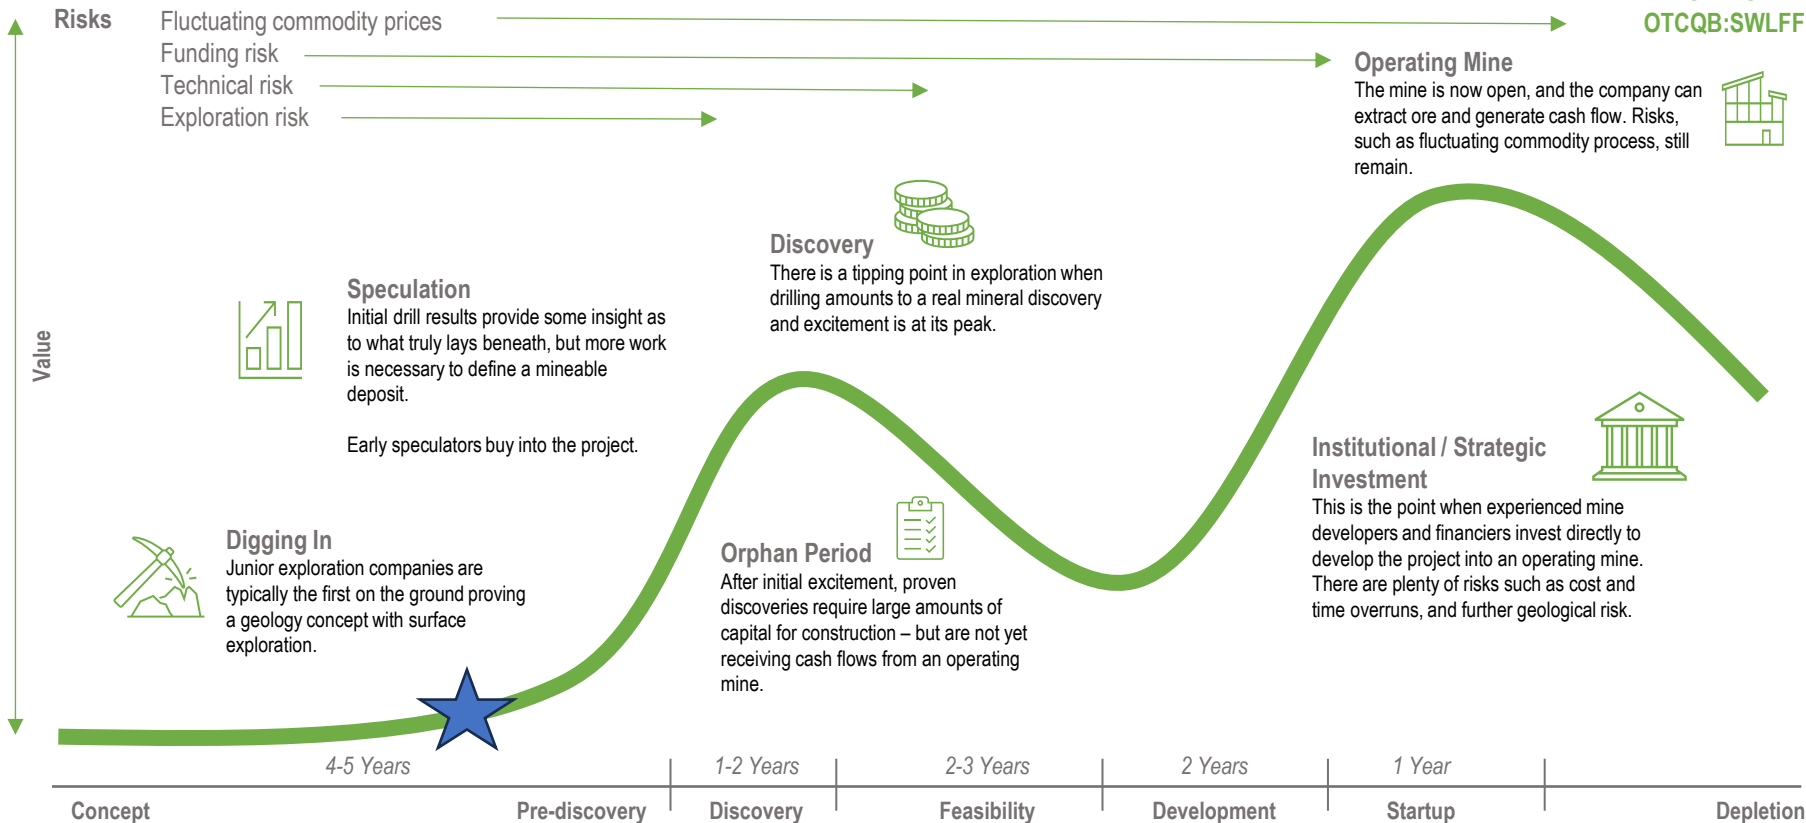 Risks
Fluctuating commodity prices
Funding risk
Technical risk
Exploration risk
OTCQB:SWLFF
Operating Mine
The mine is now open, and the company can
extract ore and generate cash flow. Risks,
such as fluctuating commodity process, still
remain.
Discovery
There is a tipping point in exploration when
drilling amounts to a real mineral discovery
and excitement is at its peak.
Speculation
Initial drill results provide some insight as
to what truly lays beneath, but more work
is necessary to define a mineable
deposit.
Early speculators buy into the project.
Value
Institutional / Strategic
Investment
This is the point when experienced mine
developers and financiers invest directly to
develop the project into an operating mine.
There are plenty of risks such as cost and
time overruns, and further geological risk.
Digging In
Junior exploration companies are
typically the first on the ground proving
a geology concept with surface
exploration.
Orphan Period
After initial excitement, proven
discoveries require large amounts of
capital for construction – but are not yet
receiving cash flows from an operating
mine.
4-5 Years
1-2 Years
2-3 Years
2 Years
1 Year
Concept
Pre-discovery
Discovery
Feasibility
Development
Startup
Depletion